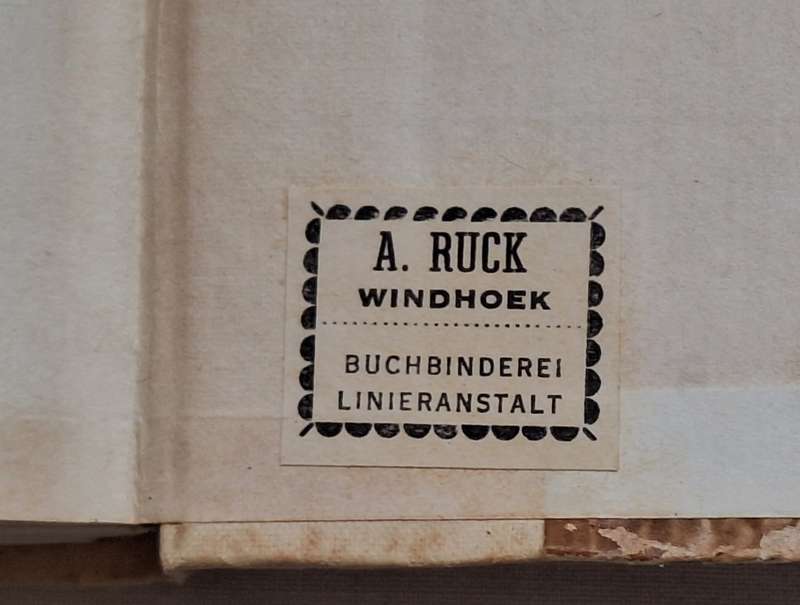 A. RUCK
WINDHOEK
BUCHBINDEREI
LINIERANSTALT